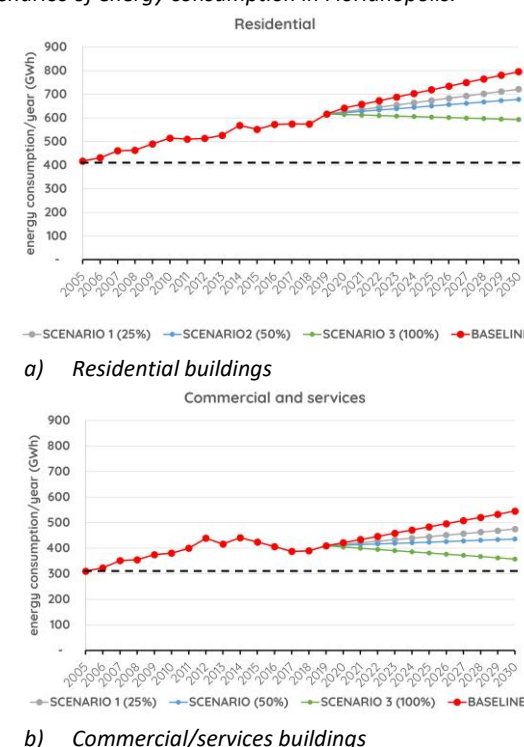 enarios of energy consumption in Florianópolis.
Residential
energy consumption/year (GWh)
900
800
700
600
500
400
300
200
100
-
2005 2006 2007 2008 2009 2010 2011 2012 2013 2014 2015 2016 2017 2018 2019 2020 2021 2022 2023 2024 2025 2026 2027 2028 2029 2030
SCENARIO 1 (25%) SCENARIO2 (50%) SCENARIO 3 (100%) BASELINE
a) Residential buildings
Commercial and services
energy consumption/year (GWh)
900
800
700
600
500
400
300
200
100
-
2005 2006 2007 2008 2009 2010 2011 2012 2013 2014 2015 2016 2017 2018 2019 2020 2021 2022 2023 2024 2025 2026 2027 2028 2029 2030
SCENARIO 1 (25%) SCENARIO (50%) SCENARIO 3 (100%) BASELINE
b) Commercial/services buildings